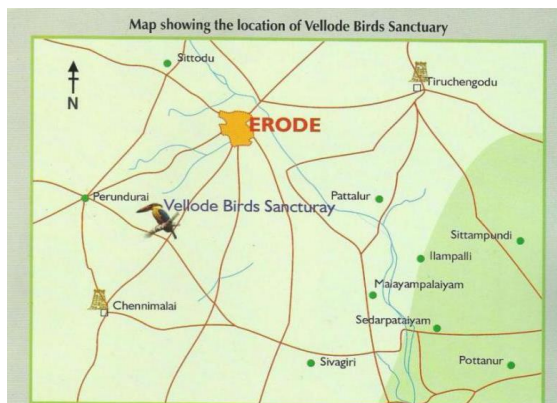 Map showing the location of Vellode Birds Sanctuary
Sittodu
Tiruchengodu
N
ERODE
Perundurai
Vellode Birds Sancturay
Pattalur
Sittampundi
Ilampalli
Maiayampalaiyam
Chennimalai
Sedarpataiyam
Sivagiri
Pottanur